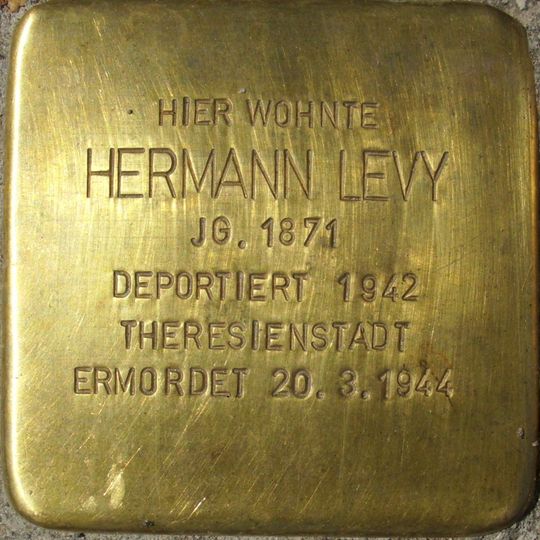 HIER WOHNTE
HERMANN LEVY
JG. 1871
DEPORTIERT 1942
THERESIENSTADT
ERMORDET 20.3.1944